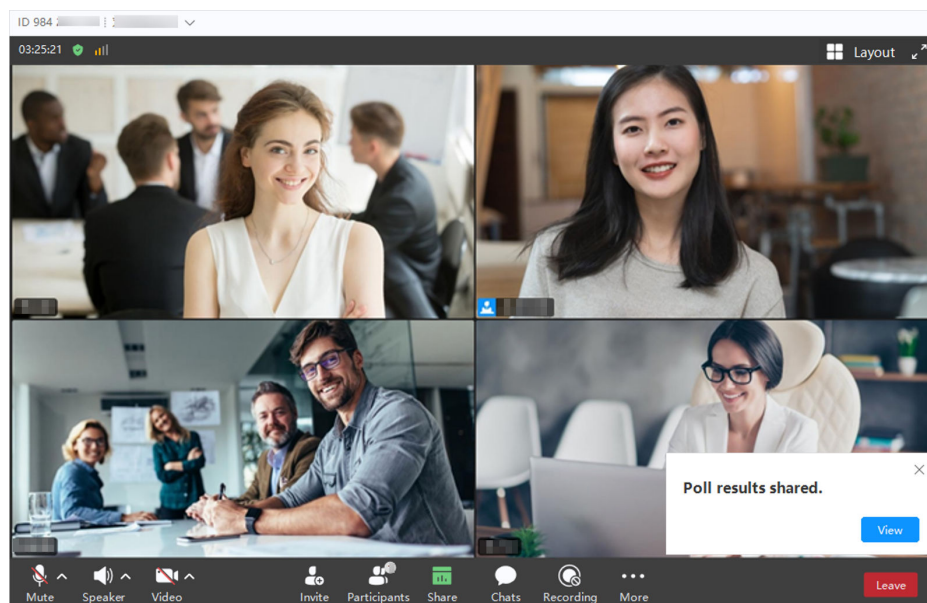 ID 984
03:25:21
Layout
Poll results shared.
View
Mute
Speaker
Video
Invite
Participants
Share
Chats
Recording
More
Leave